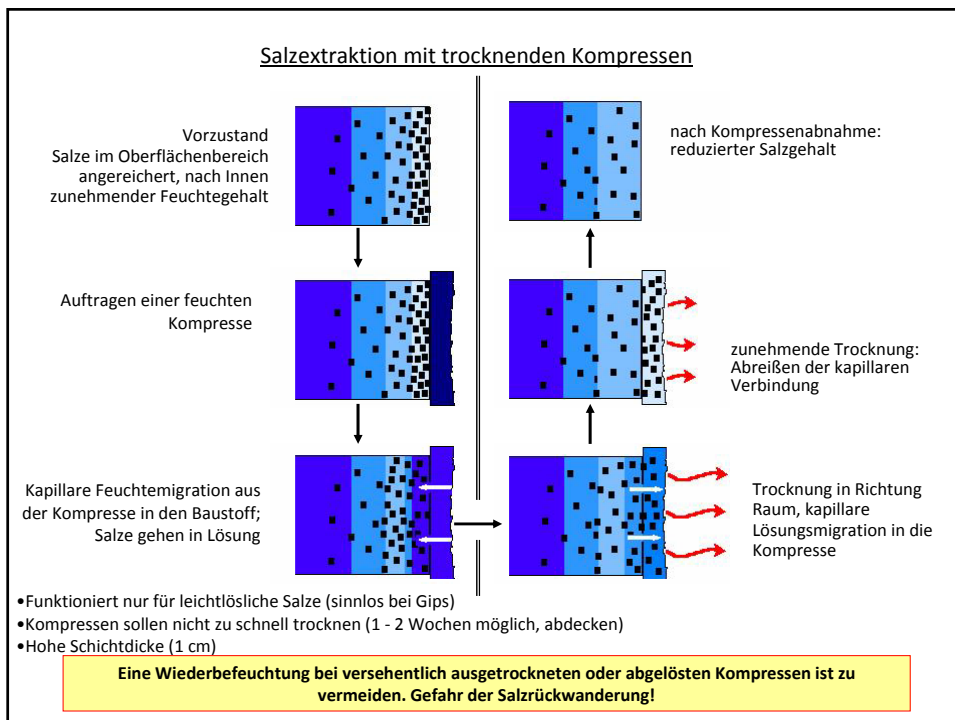 Salzextraktion mit trocknenden Kompressen
Vorzustand
Salze im Oberflächenbereich
angereichert, nach Innen
zunehmender Feuchtegehalt
Auftragen einer feuchten
Kompresse
Kapillare Feuchtemigration aus
der Kompresse in den Baustoff;
Salze gehen in Lösung
Trocknung in Richtung
Raum, kapillare
Lösungsmigration in die
Kompresse
zunehmende Trocknung:
Abreißen der kapillaren
Verbindung
nach Kompressenabnahme:
reduzierter Salzgehalt
•Funktioniert nur für leichtlösliche Salze (sinnlos bei Gips)
•Kompressen sollen nicht zu schnell trocknen (1 - 2 Wochen möglich, abdecken)
•Hohe Schichtdicke (1 cm)
Eine Wiederbefeuchtung bei versehentlich ausgetrockneten oder abgelösten Kompressen ist zu
vermeiden. Gefahr der Salzrückwanderung!